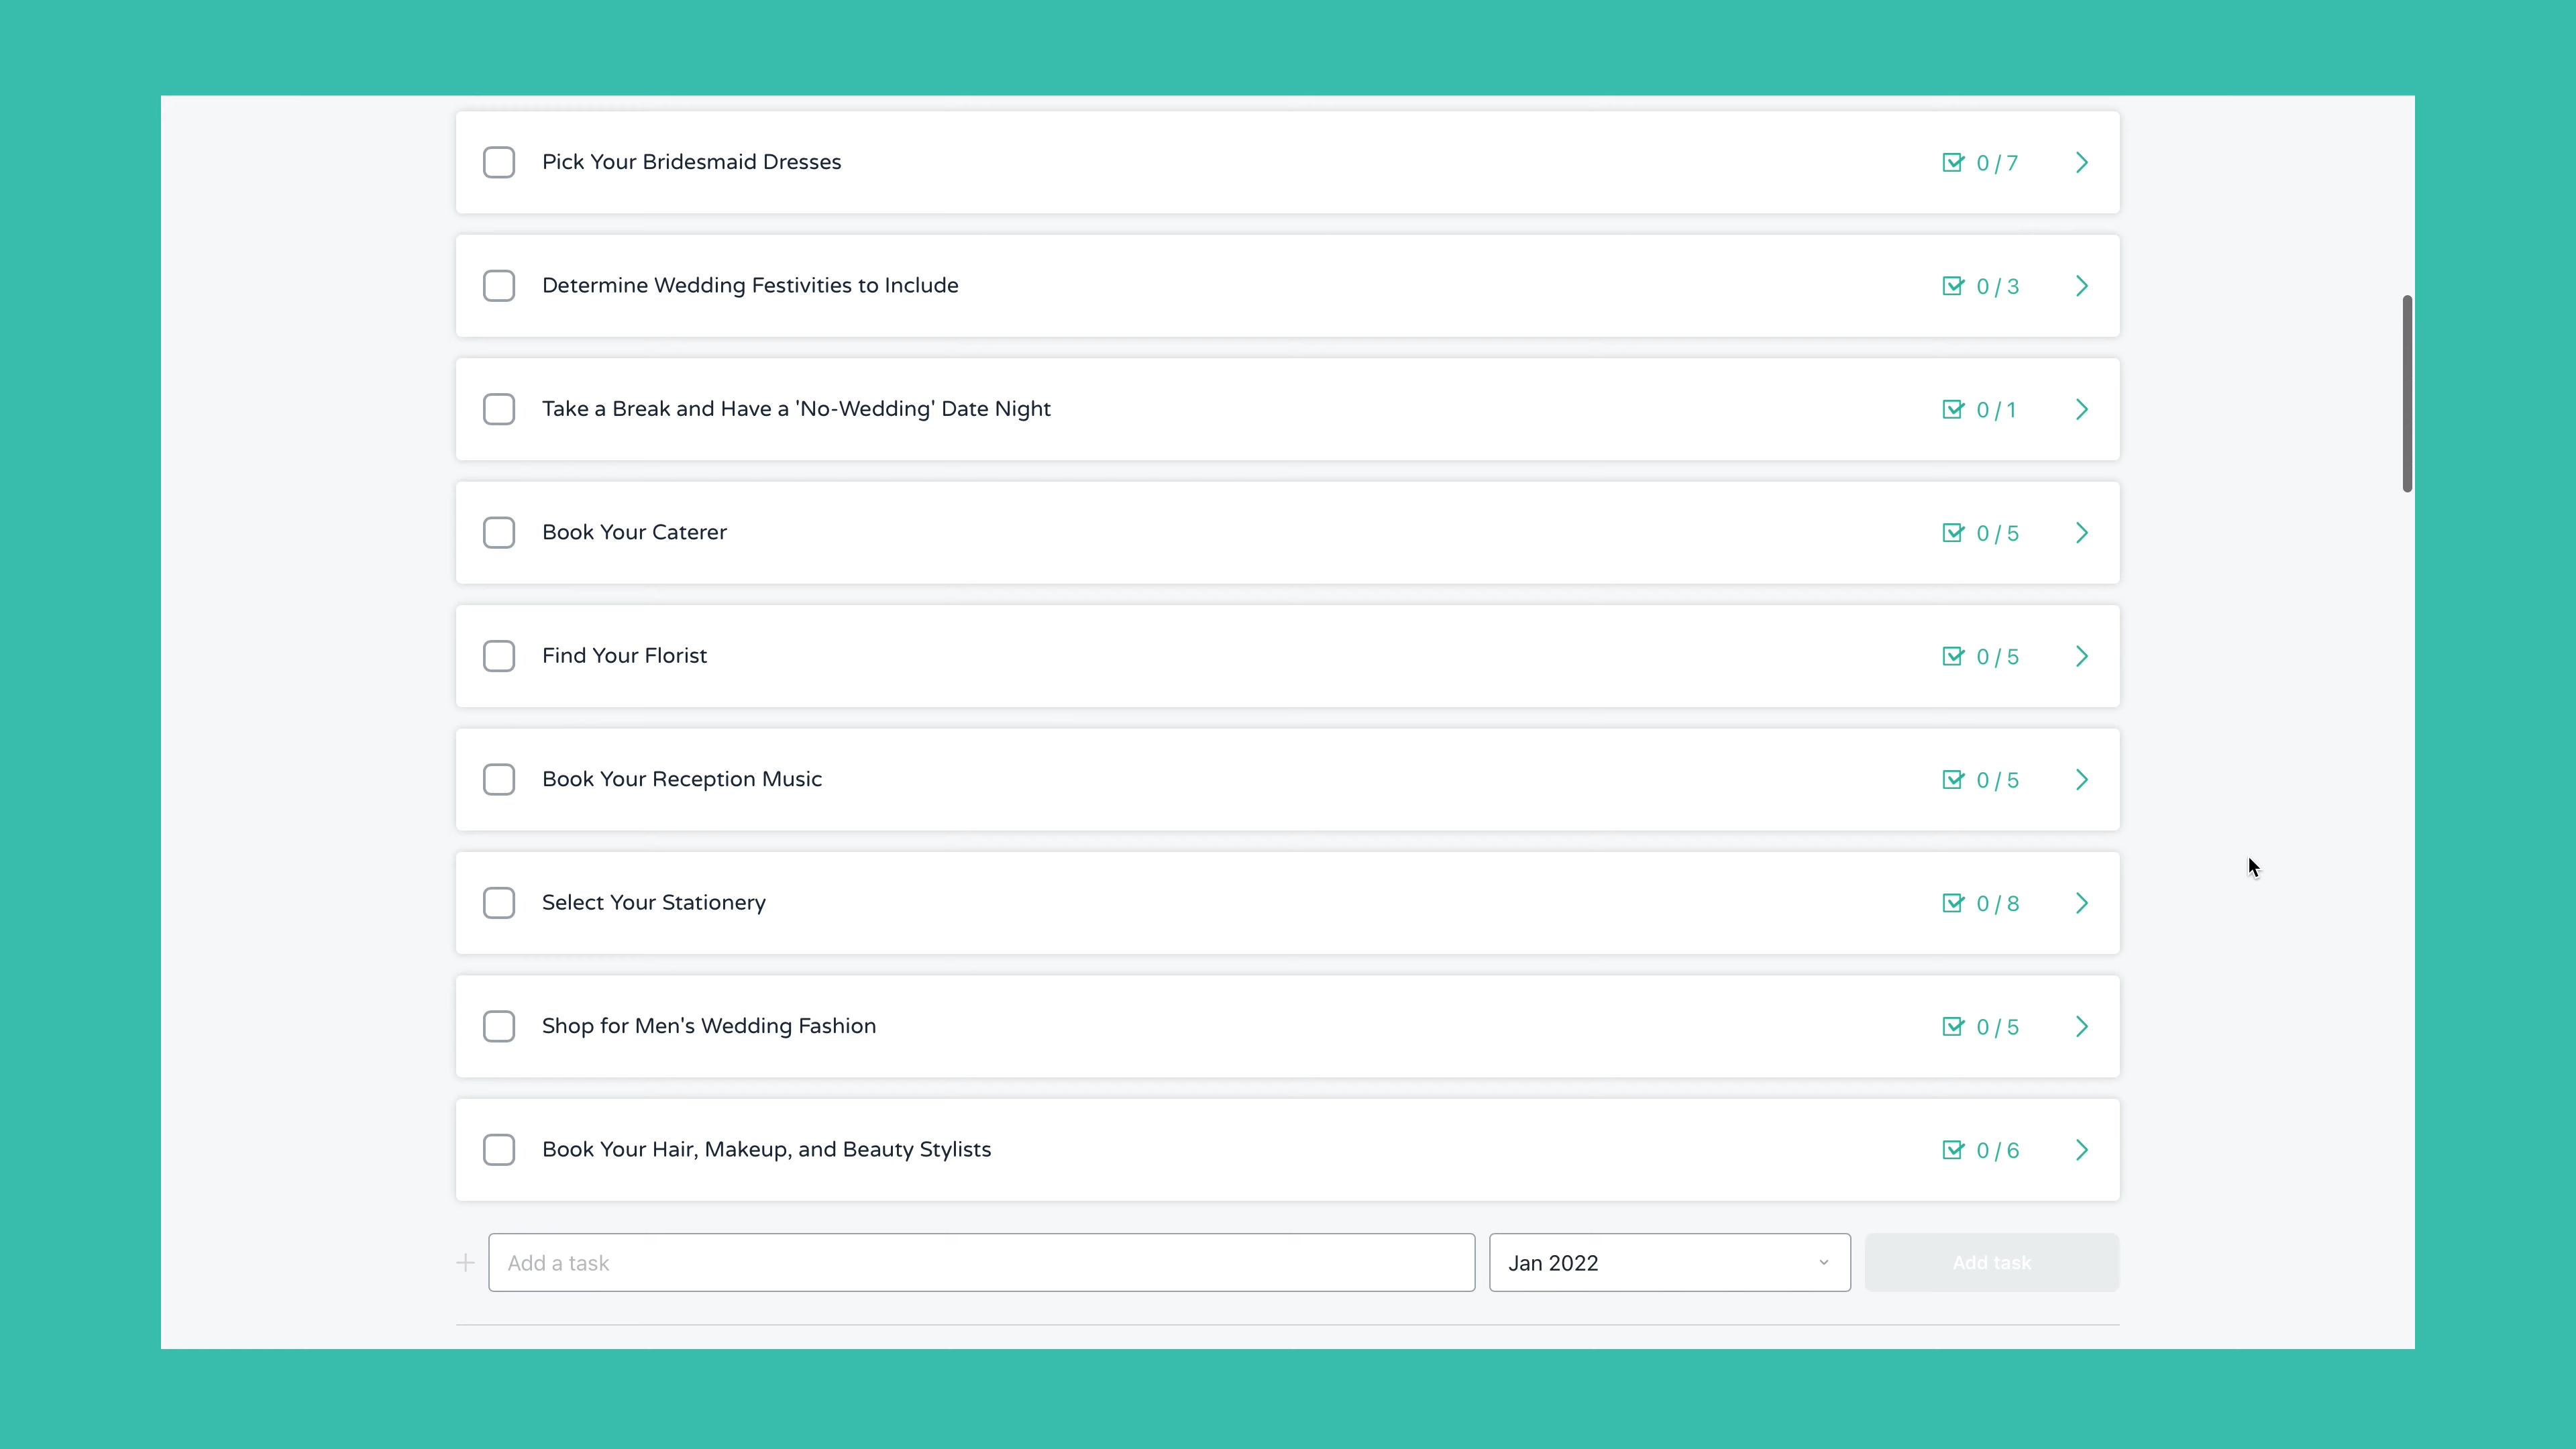 Pick Your Bridesmaid Dresses 0 / 7
Determine Wedding Festivities to Include 0 / 3
Take a Break and Have a 'No-Wedding' Date Night 0 / 1
Book Your Caterer 0 / 5
Find Your Florist 0 / 5
Book Your Reception Music 0 / 5
Select Your Stationery 0 / 8
Shop for Men's Wedding Fashion 0 / 5
Book Your Hair, Makeup, and Beauty Stylists 0 / 6
Add a task Jan 2022 Add task